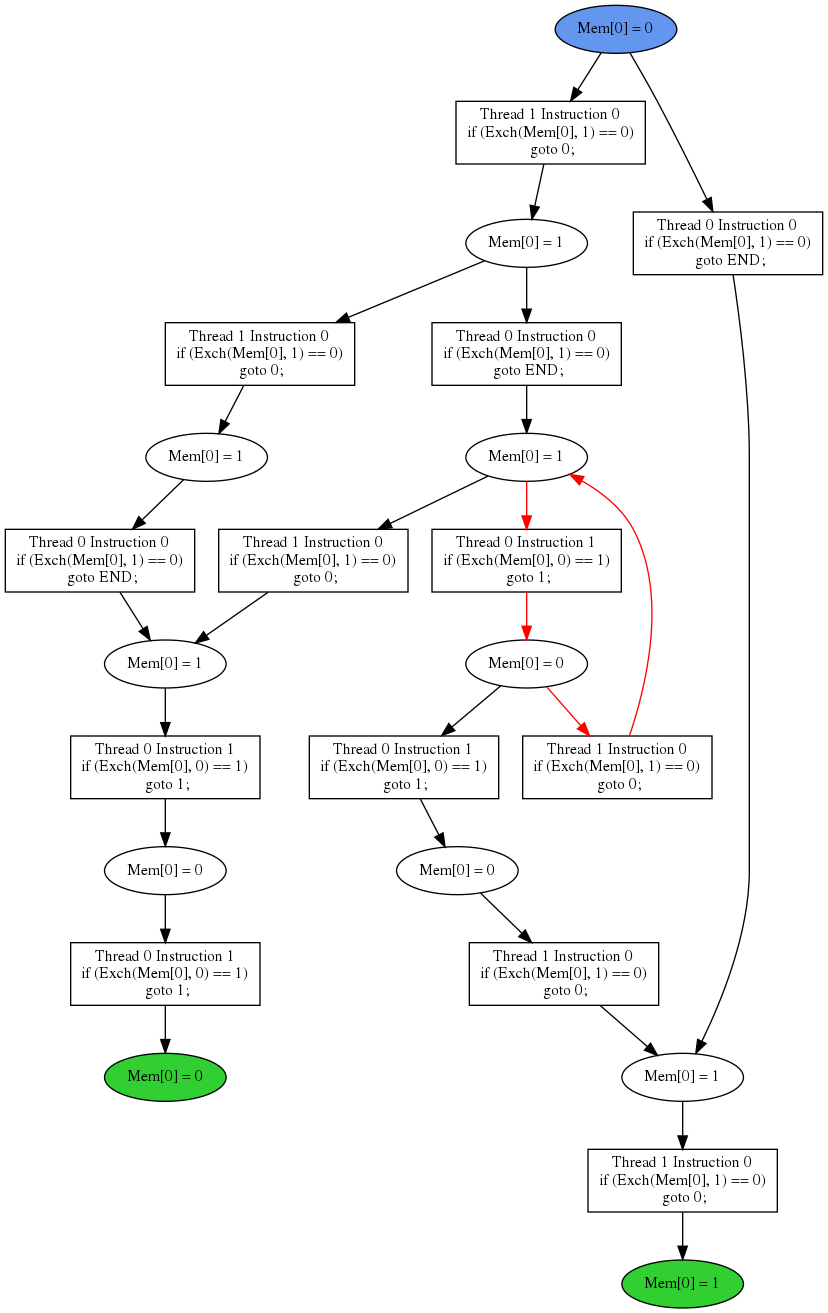 Mem[0] = 0
Thread 1 Instruction 0
if (Exch(Mem[0], 1) == 0)
goto 0;
Thread 0 Instruction 0
if (Exch(Mem[0], 1) == 0)
goto END;
Mem[0] = 1
Thread 1 Instruction 0
if (Exch(Mem[0], 1) == 0)
goto 0;
Thread 0 Instruction 0
if (Exch(Mem[0], 1) == 0)
goto END;
Mem[0] = 1
Mem[0] = 1
Thread 0 Instruction 0
if (Exch(Mem[0], 1) == 0)
goto END;
Thread 1 Instruction 0
if (Exch(Mem[0], 1) == 0)
goto 0;
Thread 0 Instruction 1
if (Exch(Mem[0], 0) == 1)
goto 1;
Mem[0] = 1
Mem[0] = 0
Thread 0 Instruction 1
if (Exch(Mem[0], 0) == 1)
goto 1;
Thread 0 Instruction 1
if (Exch(Mem[0], 0) == 1)
goto 1;
Thread 1 Instruction 0
if (Exch(Mem[0], 1) == 0)
goto 0;
Mem[0] = 0
Mem[0] = 0
Thread 0 Instruction 1
if (Exch(Mem[0], 0) == 1)
goto 1;
Thread 1 Instruction 0
if (Exch(Mem[0], 1) == 0)
goto 0;
Mem[0] = 0
Mem[0] = 1
Thread 1 Instruction 0
if (Exch(Mem[0], 1) == 0)
goto 0;
Mem[0] = 1